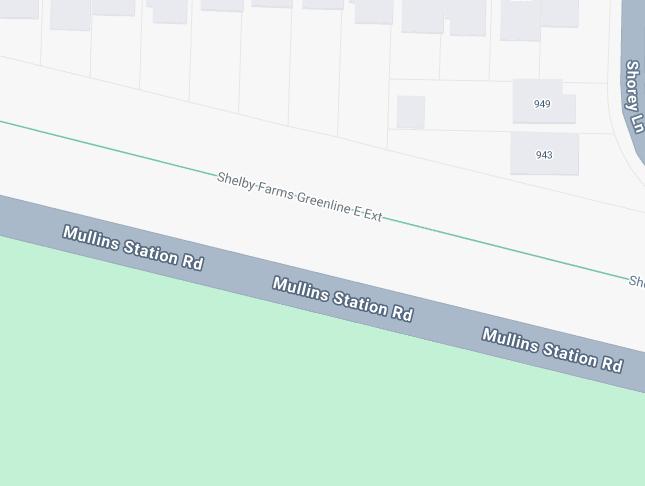 Shorey Ln
949
943
Shelby Farms Greenline E Ext
Mullins Station Rd
Mullins Station Rd
Mullins Station Rd